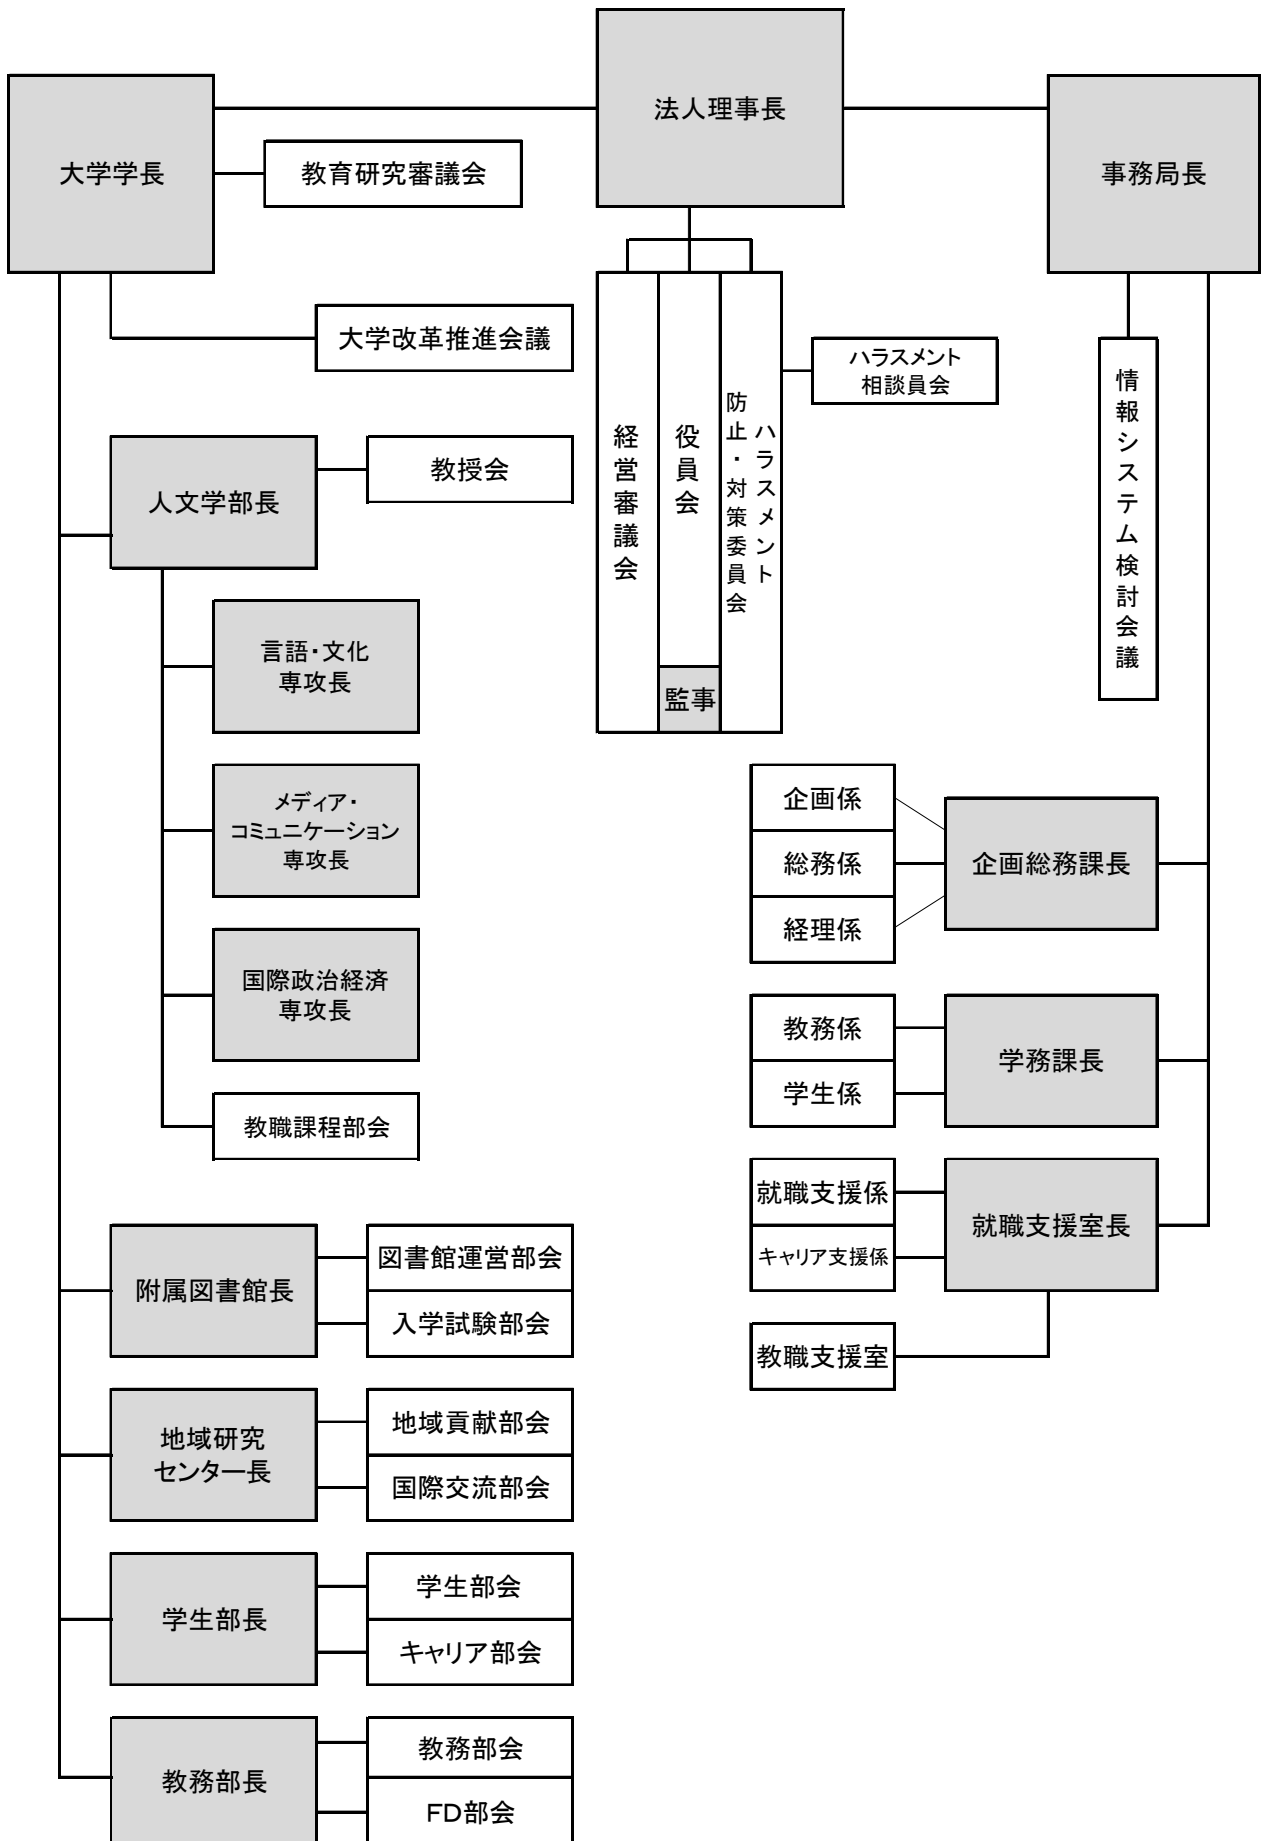 法人理事長
大学学長
事務局長
教育研究審議会
大学改革推進会議
経営審議会
役員会
監事
ハラスメント
防止・対策委員会
ハラスメント
相談員会
情報システム検討会議
人文学部長
教授会
言語・文化
専攻長
メディア・
コミュニケーション
専攻長
国際政治経済
専攻長
教職課程部会
企画係
総務係
経理係
企画総務課長
教務係
学生係
学務課長
就職支援係
キャリア支援係
就職支援室長
教職支援室
附属図書館長
図書館運営部会
入学試験部会
地域研究
センター長
地域貢献部会
国際交流部会
学生部長
学生部会
キャリア部会
教務部長
教務部会
FD部会